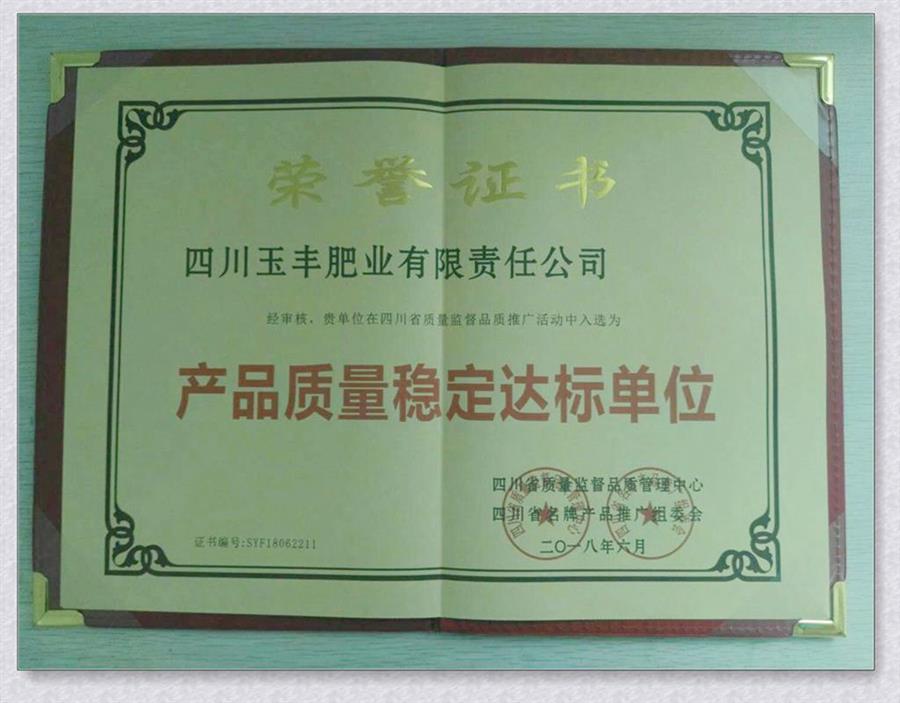 荣誉证书
四川玉丰肥业有限责任公司
经审核，贵单位在四川省质量监督品质推广活动中入选为
产品质量稳定达标单位
四川省质量监督品质管理中心
四川省名牌产品推广组委会
二〇一八年六月
证书编号:SYF18062211